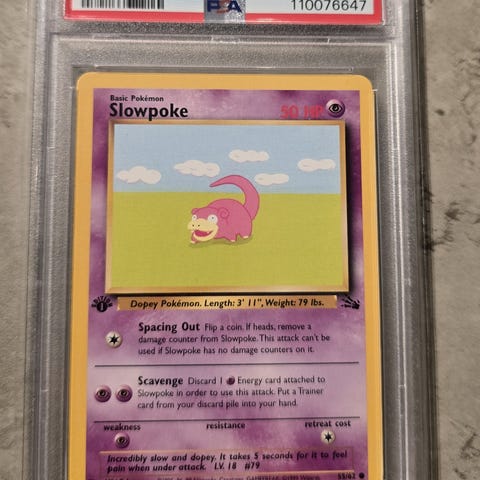 PSA
110076647
Basic Pokémon
Slowpoke
50 HP
EDITION
1
Dopey Pokémon. Length: 3' 11", Weight: 79 lbs.
Spacing Out Flip a coin. If heads, remove a
damage counter from Slowpoke. This attack can't be
used if Slowpoke has no damage counters on it.
Scavenge Discard 1 Energy card attached to
Slowpoke in order to use this attack. Put a Trainer
card from your discard pile into your hand.
weakness resistance retreat cost
Incredibly slow and dopey. It takes 5 seconds for it to feel
pain when under attack. LV. 18 #79
55/62